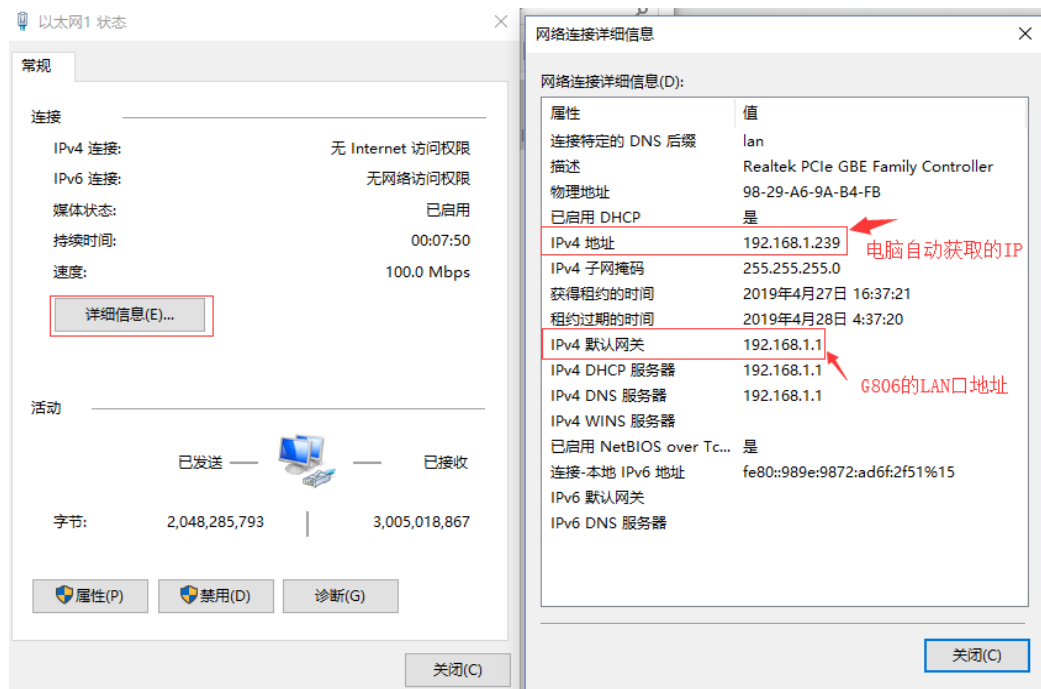 以太网1 状态
常规
连接
IPv4 连接: 无 Internet 访问权限
IPv6 连接: 无网络访问权限
媒体状态: 已启用
持续时间: 00:07:50
速度: 100.0 Mbps
详细信息(E)...
活动
已发送 已接收
字节: 2,048,285,793 3,005,018,867
属性(P) 禁用(D) 诊断(G)
关闭(C)
网络连接详细信息
网络连接详细信息(D):
属性 值
连接特定的 DNS 后缀 lan
描述 Realtek PCIe GBE Family Controller
物理地址 98-29-A6-9A-B4-FB
已启用 DHCP 是
IPv4 地址 192.168.1.239
电脑自动获取的IP
IPv4 子网掩码 255.255.255.0
获得租约的时间 2019年4月27日 16:37:21
租约过期的时间 2019年4月28日 4:37:20
IPv4 默认网关 192.168.1.1
IPv4 DHCP 服务器 192.168.1.1
G806的LAN口地址
IPv4 DNS 服务器 192.168.1.1
IPv4 WINS 服务器
已启用 NetBIOS over Tc... 是
连接-本地 IPv6 地址 fe80::989e:9872:ad6f:2f51%15
IPv6 默认网关
IPv6 DNS 服务器
关闭(C)